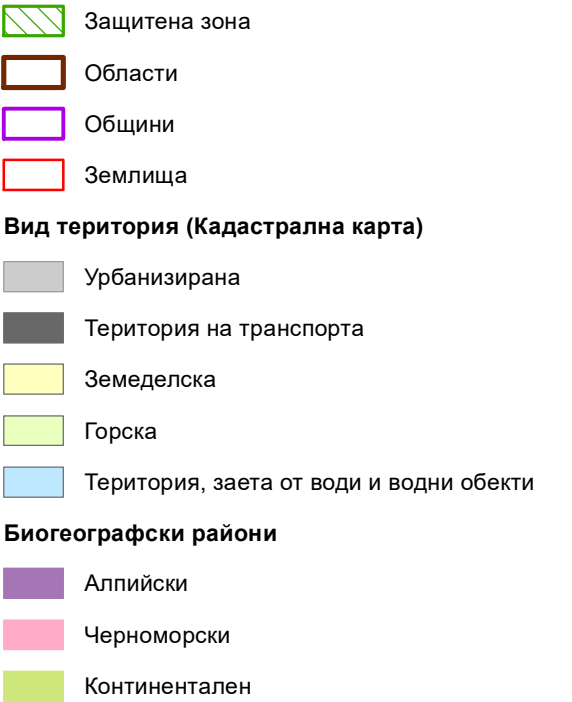 Защитена зона
Области
Общини
Землища
Вид територия (Кадастрална карта)
Урбанизирана
Територия на транспорта
Земеделска
Горска
Територия, заета от води и водни обекти
Биогеографски райони
Алпийски
Черноморски
Континентален